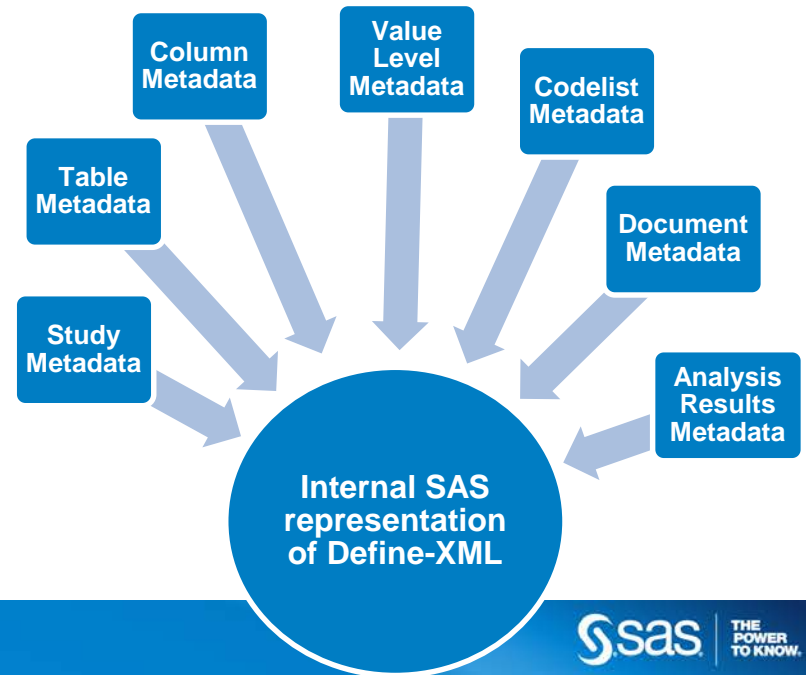 Column
Metadata
Value
Level
Metadata
Codelist
Metadata
Table
Metadata
Document
Metadata
Study
Metadata
Analysis
Results
Metadata
Internal SAS
representation
of Define-XML
sas
THE
POWER
TO KNOW.